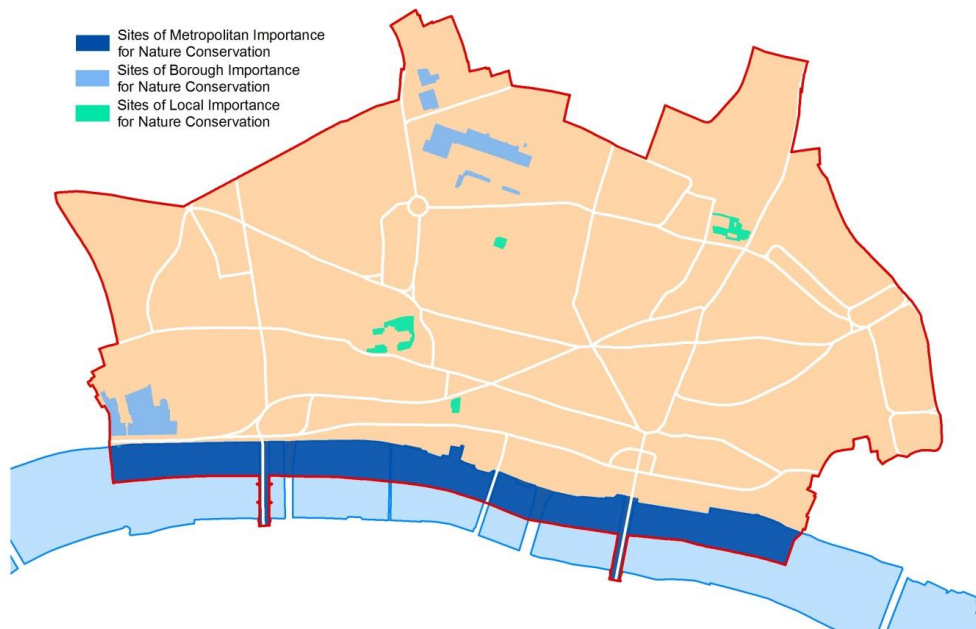 Sites of Metropolitan Importance
for Nature Conservation
Sites of Borough Importance
for Nature Conservation
Sites of Local Importance
for Nature Conservation